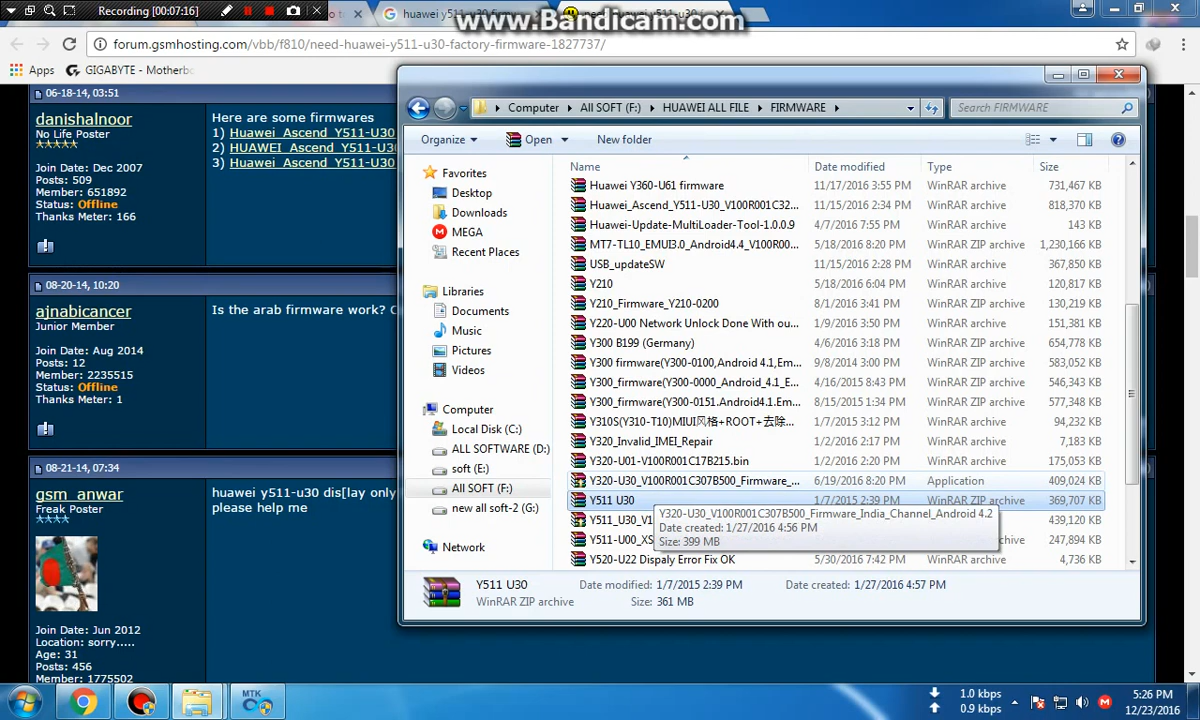 Recording [00:07:16]
huawei y511-u30 firmw
www.Bandicam.com
forum.gsmhosting.com/vbb/f810/need-huawei-y511-u30-factory-firmware-1827737/
Apps
GIGABYTE - Motherbo
06-18-14, 03:51
danishalnoor
No Life Poster
Join Date: Dec 2007
Posts: 509
Member: 651892
Status: Offline
Thanks Meter: 166
Here are some firmwares
1) Huawei_Ascend_Y511-U30
2) HUAWEI_Ascend_Y511-U30
3) Huawei_Ascend_Y511-U30
08-20-14, 10:20
ajnabicancer
Junior Member
Join Date: Aug 2014
Posts: 12
Member: 2235515
Status: Offline
Thanks Meter: 1
Is the arab firmware work? C
08-21-14, 07:34
gsm_anwar
Freak Poster
Join Date: Jun 2012
Location: sorry.....
Age: 31
Posts: 456
Member: 1775502
huawei y511-u30 dis[lay only
please help me
Computer
All SOFT (F:)
HUAWEI ALL FILE
FIRMWARE
Search FIRMWARE
Organize
Open
New folder
Favorites
Desktop
Downloads
MEGA
Recent Places
Libraries
Documents
Music
Pictures
Videos
Computer
Local Disk (C:)
ALL SOFTWARE (D:)
soft (E:)
All SOFT (F:)
new all soft-2 (G:)
Network
Name Date modified Type Size
Huawei Y360-U61 firmware 11/17/2016 3:55 PM WinRAR archive 731,467 KB
Huawei_Ascend_Y511-U30_V100R001C32... 11/15/2016 2:34 PM WinRAR archive 818,370 KB
Huawei-Update-MultiLoader-Tool-1.0.0.9 4/7/2016 7:55 PM WinRAR archive 143 KB
MT7-TL10_EMUI3.0_Android4.4_V100R00... 5/18/2016 8:20 PM WinRAR ZIP archive 1,230,166 KB
USB_updateSW 11/15/2016 2:28 PM WinRAR archive 367,850 KB
Y210 5/18/2016 6:04 PM WinRAR archive 120,817 KB
Y210_Firmware_Y210-0200 8/1/2016 3:41 PM WinRAR archive 130,219 KB
Y220-U00 Network Unlock Done With ou... 1/9/2016 3:50 PM WinRAR archive 151,381 KB
Y300 B199 (Germany) 4/6/2016 3:18 PM WinRAR ZIP archive 654,778 KB
Y300 firmware(Y300-0100,Android 4.1,Em... 9/8/2014 3:00 PM WinRAR ZIP archive 583,052 KB
Y300_firmware(Y300-0000_Android4.1_E... 4/16/2015 8:43 PM WinRAR ZIP archive 546,343 KB
Y300_firmware(Y300-0151.Android4.1.Em... 8/15/2015 1:34 PM WinRAR ZIP archive 577,348 KB
Y310S(Y310-T10)MIUI风格+ROOT+去除... 1/7/2015 3:12 PM WinRAR ZIP archive 94,232 KB
Y320_Invalid_IMEI_Repair 1/2/2016 2:17 PM WinRAR archive 7,183 KB
Y320-U01-V100R001C17B215.bin 1/2/2016 2:20 PM WinRAR archive 175,053 KB
Y320-U30_V100R001C307B500_Firmware_... 6/19/2016 8:20 PM Application 409,024 KB
Y511 U30 1/7/2015 2:39 PM WinRAR ZIP archive 369,707 KB
Y511_U30_V1 439,120 KB
Y511-U00_XS 247,894 KB
Y520-U22 Dispaly Error Fix OK 5/30/2016 7:42 PM WinRAR ZIP archive 4,736 KB
Y320-U30_V100R001C307B500_Firmware_India_Channel_Android 4.2
Date created: 1/27/2016 4:56 PM
Size: 399 MB
Y511 U30 Date modified: 1/7/2015 2:39 PM Date created: 1/27/2016 4:57 PM
WinRAR ZIP archive Size: 361 MB
MTK
1.0 kbps
0.9 kbps
5:26 PM
12/23/2016